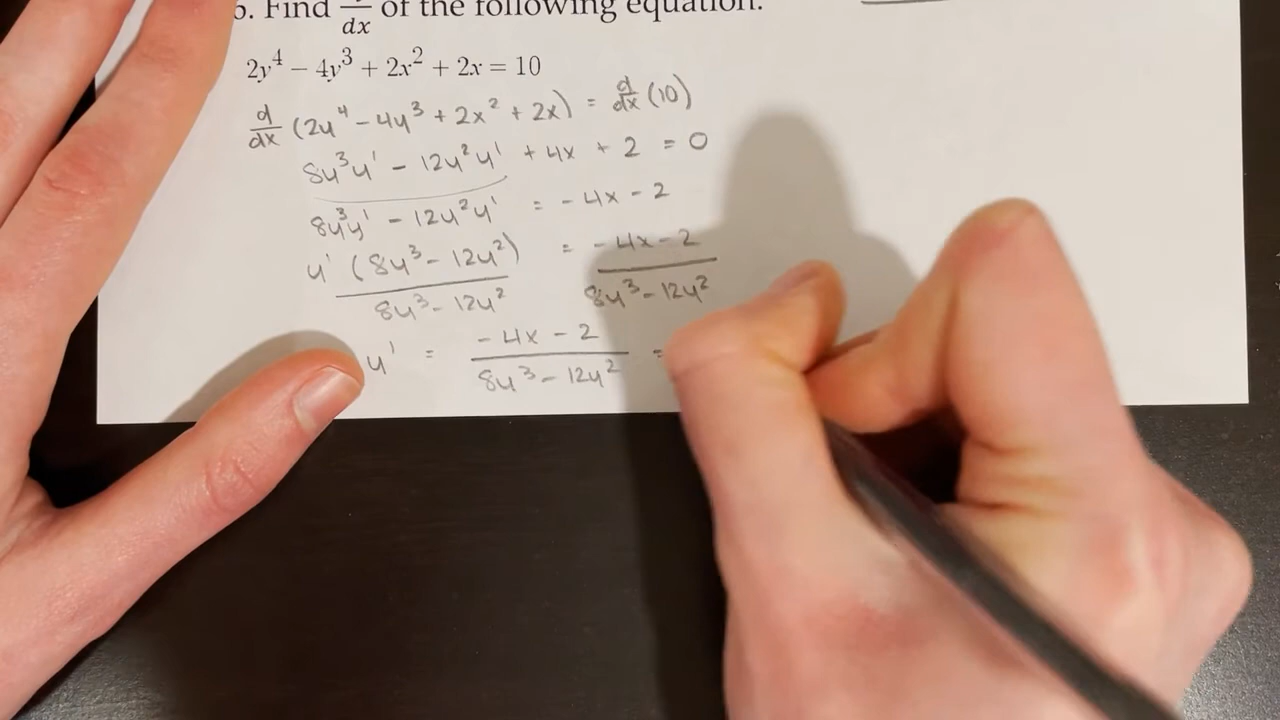 6. Find dy/dx of the following equation.
2y⁴ − 4y³ + 2x² + 2x = 10
d/dx (2y⁴ − 4y³ + 2x² + 2x) = d/dx (10)
8y³y' − 12y²y' + 4x + 2 = 0
8y³y' − 12y²y' = −4x − 2
y' (8y³ − 12y²) / 8y³ − 12y² = −4x − 2 / 8y³ − 12y²
y' = −4x − 2 / 8y³ − 12y² =